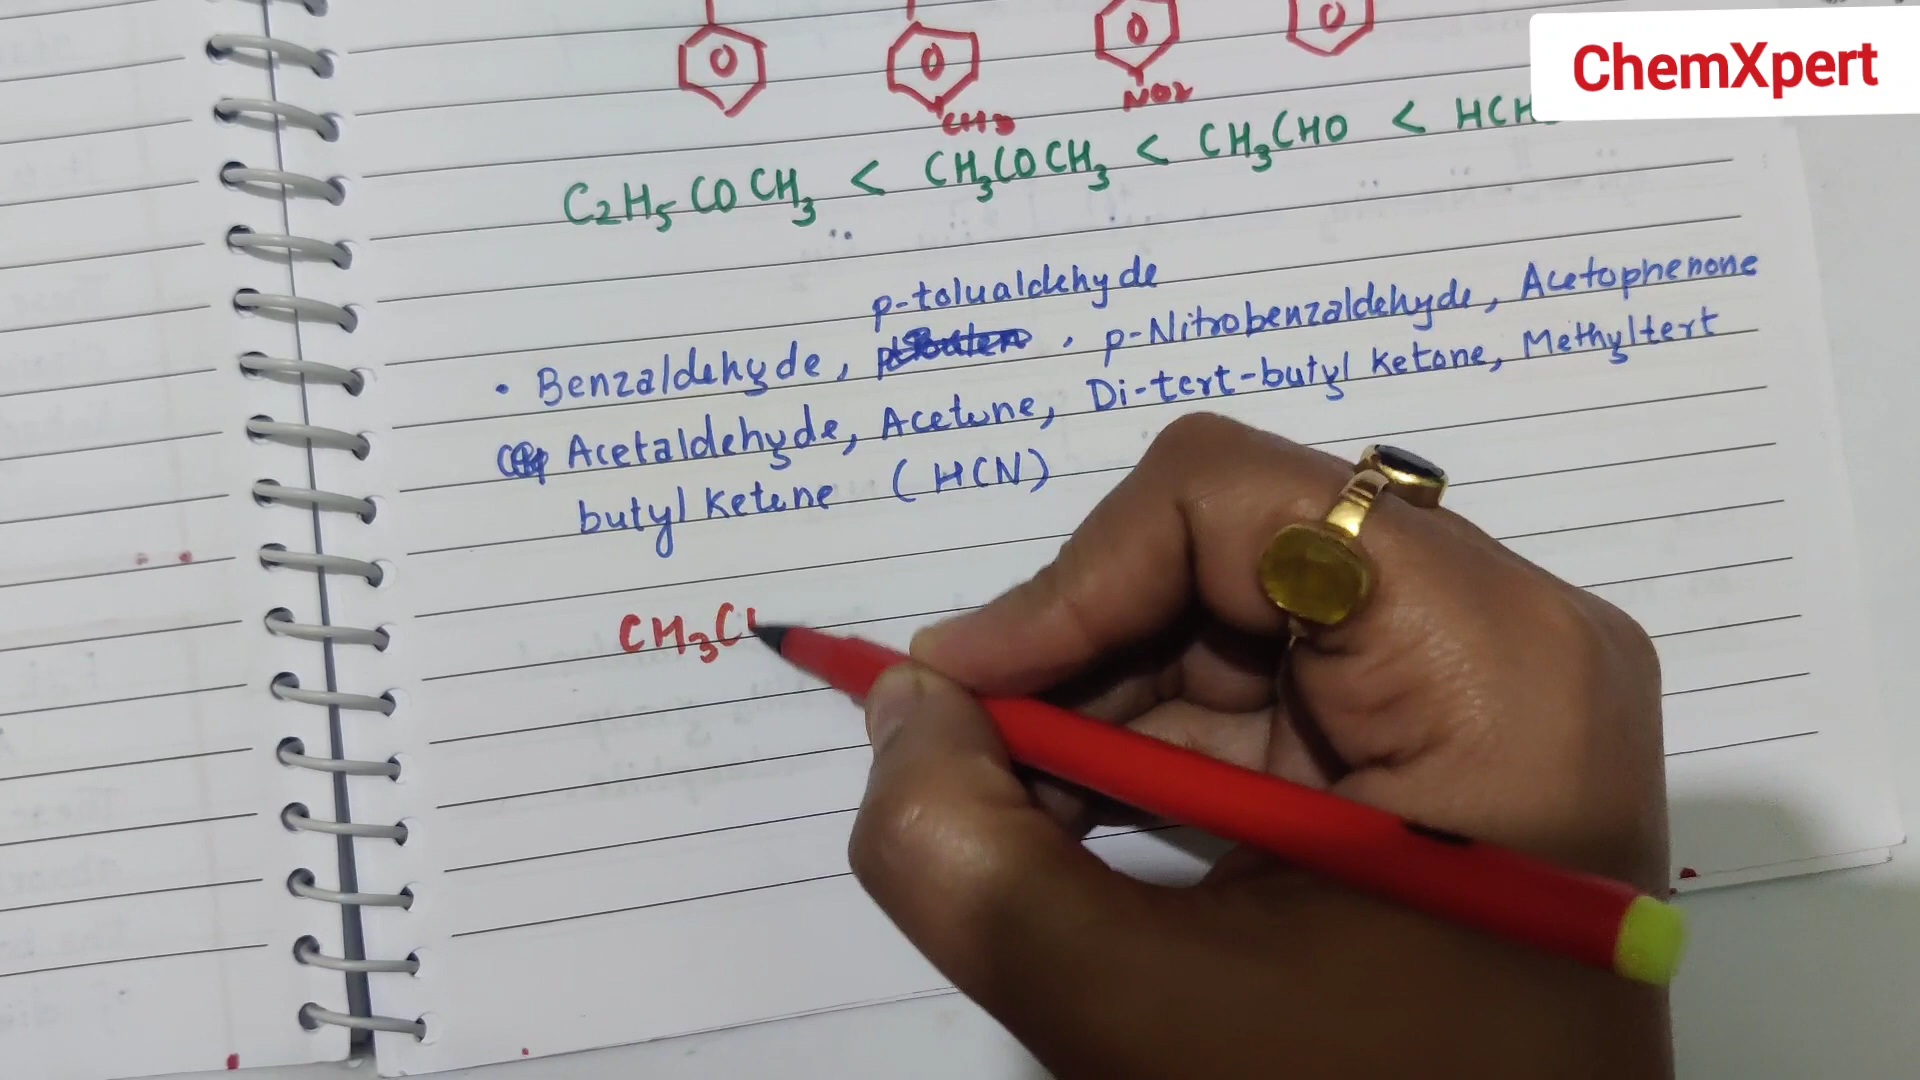 ChemXpert
O O O O
CH3 NO2
C2H5COCH3 < CH3COCH3 < CH3CHO < HCH
p-tolualdehyde
• Benzaldehyde, , p-Nitrobenzaldehyde, Acetophenone
Acetaldehyde, Acetone, Di-tert-butyl ketone, Methyltert
butyl ketone (HCN)
CH3C